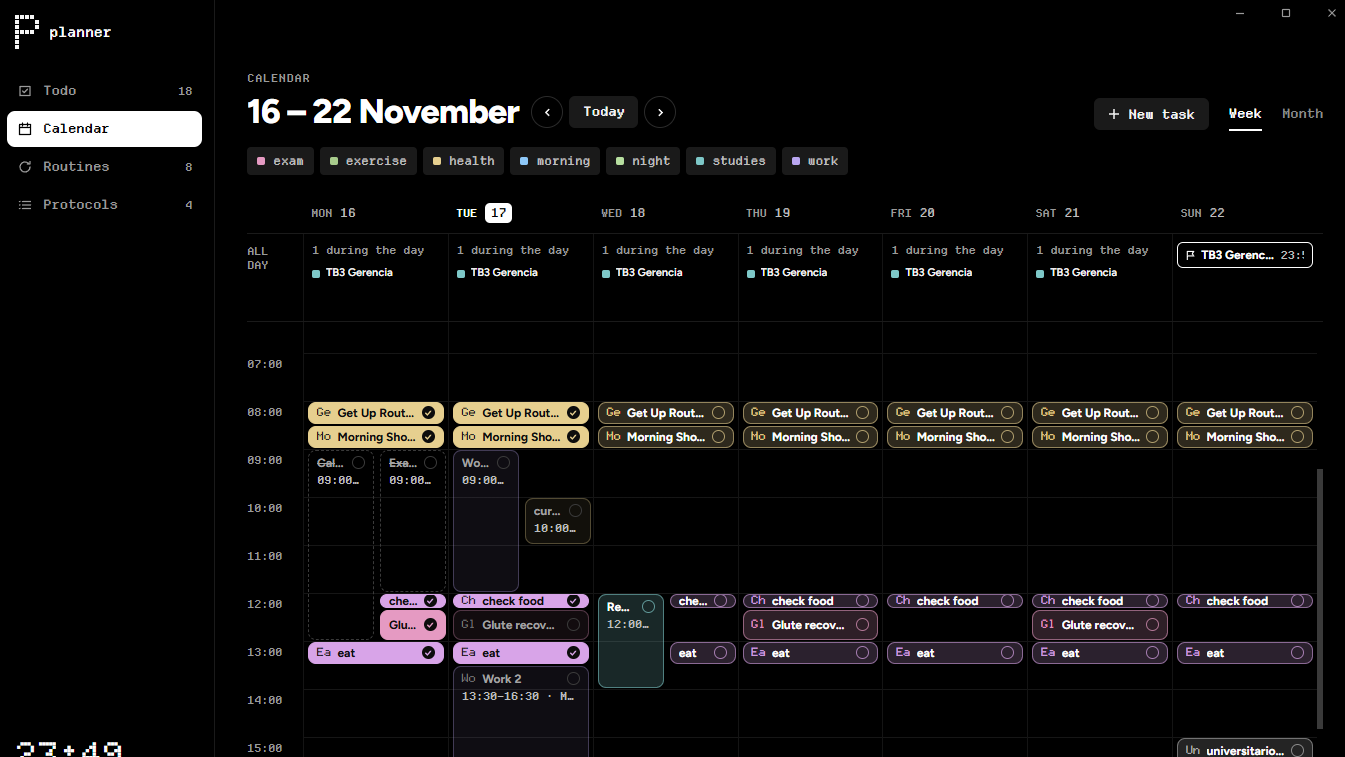 planner
Todo 18
Calendar
Routines 8
Protocols 4
CALENDAR
16 – 22 November
Today
+ New task
Week
Month
exam
exercise
health
morning
night
studies
work
MON 16
TUE 17
WED 18
THU 19
FRI 20
SAT 21
SUN 22
ALL DAY
1 during the day
1 during the day
1 during the day
1 during the day
1 during the day
1 during the day
TB3 Gerencia
TB3 Gerencia
TB3 Gerencia
TB3 Gerencia
TB3 Gerencia
TB3 Gerencia
TB3 Gerenc...
07:00
08:00
Ge Get Up Rout...
Ge Get Up Rout...
Ge Get Up Rout...
Ge Get Up Rout...
Ge Get Up Rout...
Ge Get Up Rout...
Ge Get Up Rout...
Mo Morning Sho...
Mo Morning Sho...
Mo Morning Sho...
Mo Morning Sho...
Mo Morning Sho...
Mo Morning Sho...
Mo Morning Sho...
09:00
Cal...
09:00…
Exa...
09:00…
Wo...
09:00…
10:00
cur...
10:00…
11:00
12:00
che...
Ch check food
Re...
12:00…
che...
Ch check food
Ch check food
Ch check food
Ch check food
Glu...
Gl Glute recov...
Gl Glute recov...
Gl Glute recov...
13:00
Ea eat
Ea eat
eat
Ea eat
Ea eat
Ea eat
Ea eat
Wo Work 2
13:30–16:30 · M…
14:00
15:00
Un universitario...
23:49